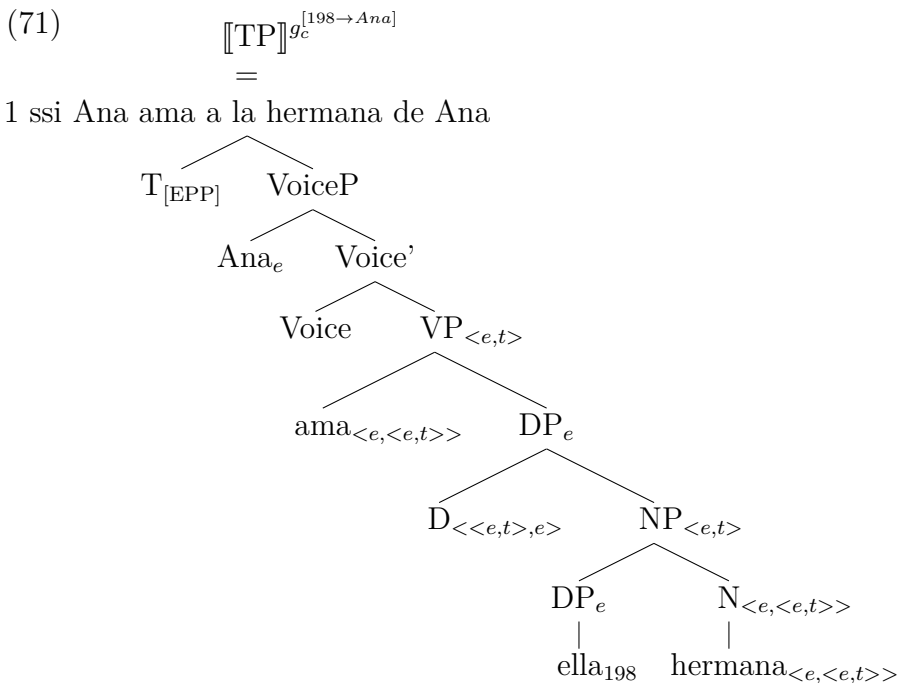 (71)
⟦TP⟧^{g_c^{[198→Ana]}}
=
1 ssi Ana ama a la hermana de Ana
T_{[EPP]} VoiceP
Ana_e Voice'
Voice VP_{<e,t>}
ama_{<e,<e,t>>} DP_e
D_{<<e,t>,e>} NP_{<e,t>}
DP_e N_{<e,<e,t>>}
ella_{198} hermana_{<e,<e,t>>}